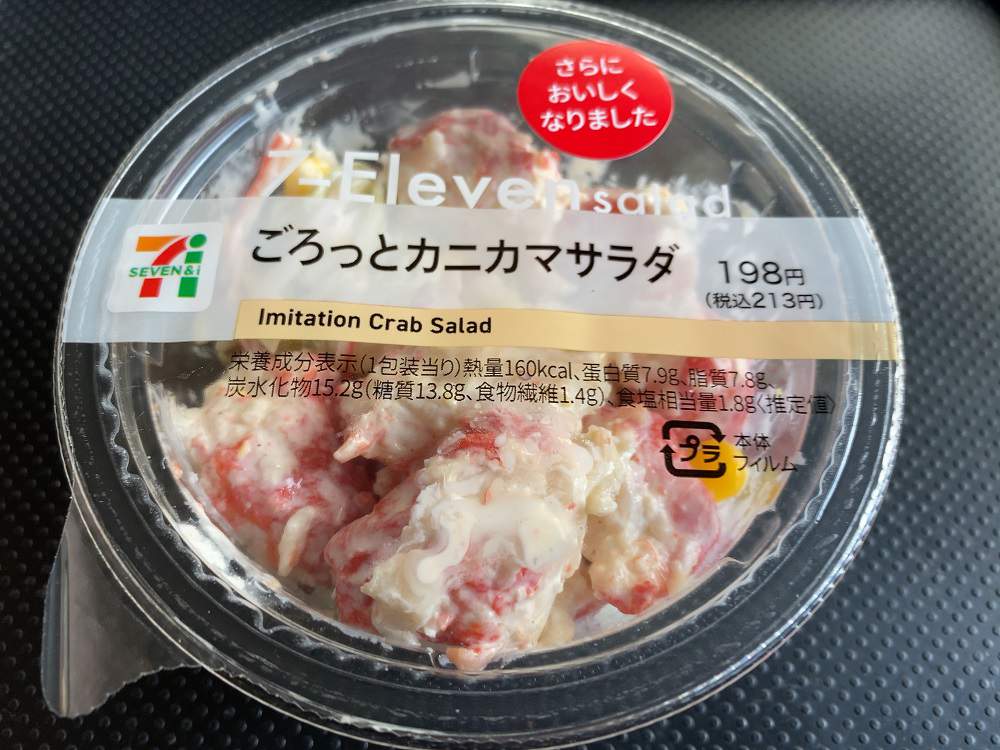 さらに
おいしく
なりました
7-Eleven salad
SEVEN&i
ごろっとカニカマサラダ
198円
(税込213円)
Imitation Crab Salad
栄養成分表示(1包装当り)熱量160kcal、蛋白質7.9g、脂質7.8g、
炭水化物15.2g(糖質13.8g、食物繊維1.4g)、食塩相当量1.8g〈推定値〉
プラ
本体
フィルム